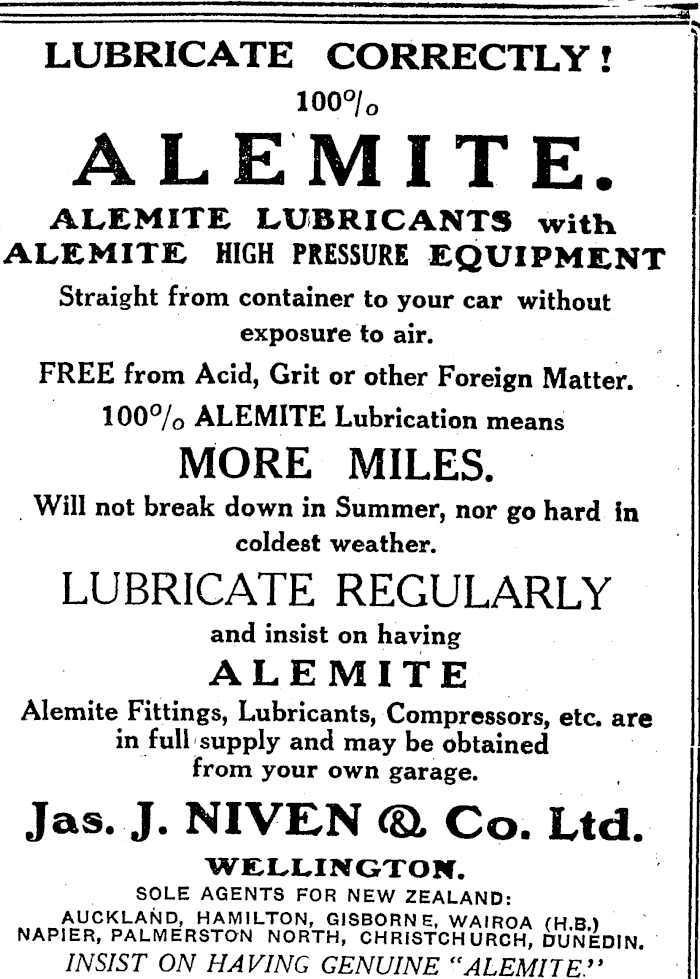 LUBRICATE CORRECTLY!
100%
ALEMITE.
ALEMITE LUBRICANTS with
ALEMITE HIGH PRESSURE EQUIPMENT
Straight from container to your car without
exposure to air.
FREE from Acid, Grit or other Foreign Matter.
100% ALEMITE Lubrication means
MORE MILES.
Will not break down in Summer, nor go hard in
coldest weather.
LUBRICATE REGULARLY
and insist on having
ALEMITE
Alemite Fittings, Lubricants, Compressors, etc. are
in full supply and may be obtained
from your own garage.
Jas. J. NIVEN & Co. Ltd.
WELLINGTON.
SOLE AGENTS FOR NEW ZEALAND:
AUCKLAND, HAMILTON, GISBORNE, WAIROA (H.B.)
NAPIER, PALMERSTON NORTH, CHRISTCHURCH, DUNEDIN.
INSIST ON HAVING GENUINE "ALEMITE."